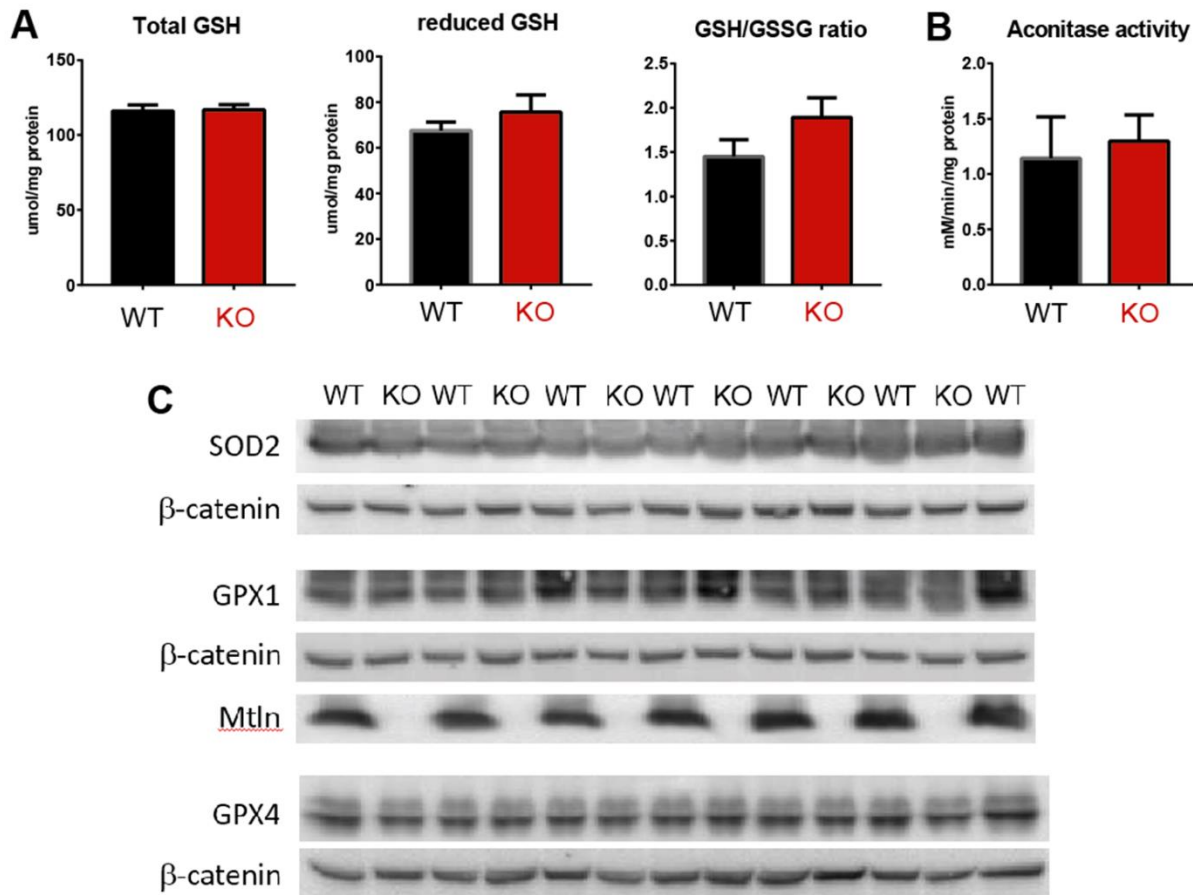 A
Total GSH
umol/mg protein
150
100
50
0
WT
KO
reduced GSH
umol/mg protein
100
80
60
40
20
0
WT
KO
GSH/GSSG ratio
2.5
2.0
1.5
1.0
0.5
0.0
WT
KO
B
Aconitase activity
mM/min/mg protein
2.0
1.5
1.0
0.5
0.0
WT
KO
C
WT KO WT KO WT KO WT KO WT KO WT KO WT
SOD2
β-catenin
GPX1
β-catenin
Mtln
GPX4
β-catenin